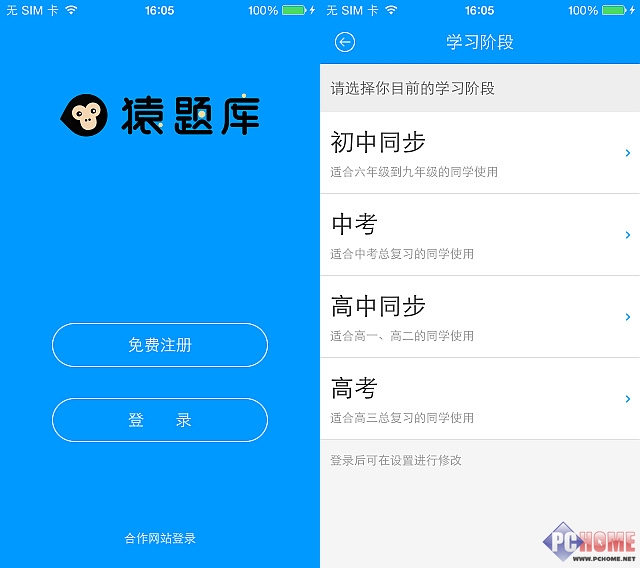 无 SIM 卡 16:05 100%
猿题库
免费注册
登 录
合作网站登录
无 SIM 卡 16:05 100%
学习阶段
请选择你目前的学习阶段
初中同步
适合六年级到九年级的同学使用
中考
适合中考总复习的同学使用
高中同步
适合高一、高二的同学使用
高考
适合高三总复习的同学使用
登录后可在设置进行修改
PCHOME
WWW.PCHOME.NET